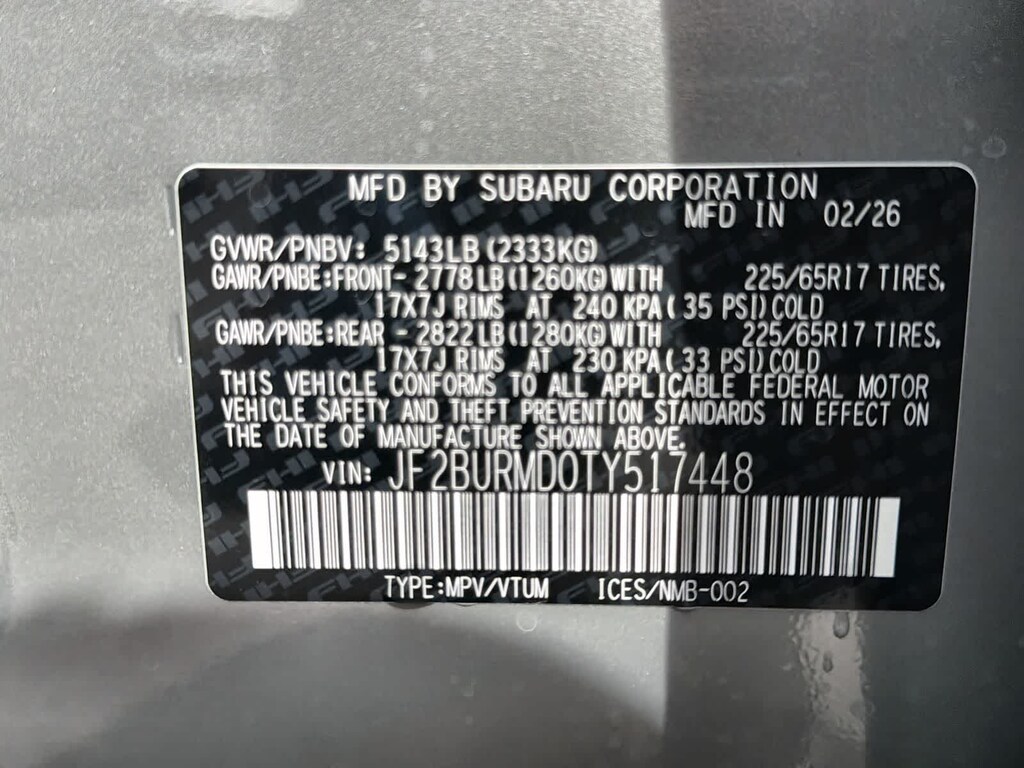 MFD BY SUBARU CORPORATION
MFD IN 02/26
GVWR/PNBV: 5143LB(2333KG)
GAWR/PNBE:FRONT- 2778LB(1260KG)WITH 225/65R17 TIRES,
17X7J RIMS AT 240 KPA( 35 PSI)COLD
GAWR/PNBE:REAR - 2822LB(1280KG)WITH 225/65R17 TIRES,
17X7J RIMS AT 230 KPA(33 PSI)COLD
THIS VEHICLE CONFORMS TO ALL APPLICABLE FEDERAL MOTOR
VEHICLE SAFETY AND THEFT PREVENTION STANDARDS IN EFFECT ON
THE DATE OF MANUFACTURE SHOWN ABOVE.
VIN: JF2BURMD0TY517448
TYPE:MPV/VTUM ICES/NMB-002